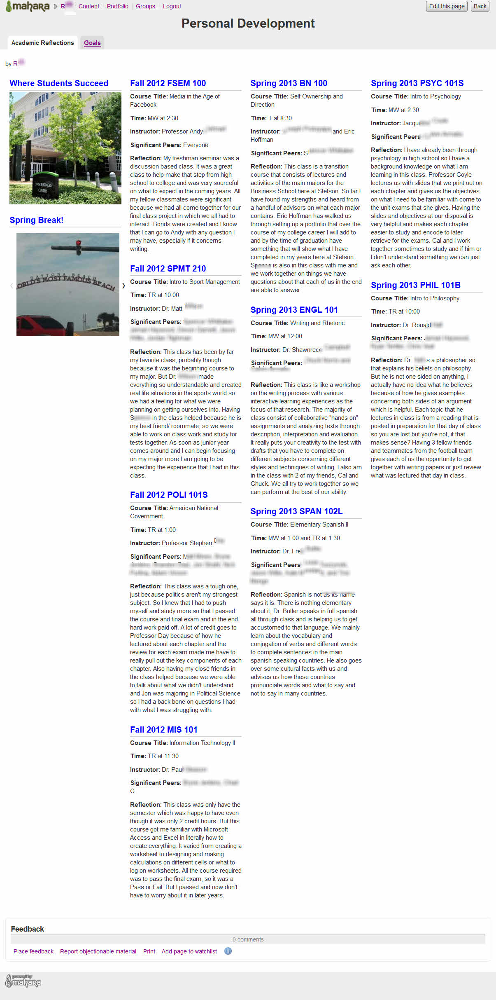 mahara
R
Content
Portfolio
Groups
Logout
Edit this page
Back
Personal Development
Academic Reflections
Goals
by R
Where Students Succeed
LYNN BUSINESS
CENTER
Spring Break!
DAYTONA BEACH
WORLD'S MOST FAMOUS BEACH
Fall 2012 FSEM 100
Course Title: Media in the Age of
Facebook
Time: MW at 2:30
Instructor: Professor Andy
Significant Peers: Everyone
Reflection: My freshman seminar was a
discussion based class. It was a great
class to help make that step from high
school to college and was very sourceful
on what to expect in the coming years. All
my fellow classmates were significant
because we had all come together for our
final class project in which we all had to
interact. Bonds were created and I know
that I can go to Andy with any question I
may have, especially if it concerns
writing.
Fall 2012 SPMT 210
Course Title: Intro to Sport Management
Time: TR at 10:00
Instructor: Dr. Matt
Significant Peers:
Reflection: This class has been by far
my favorite class, probably though
because it was the beginning course to
my major. But Dr. made
everything so understandable and created
real life situations in the sports world so
we had a feeling for what we were
planning on getting ourselves into. Having
in the class helped because he is
my best friend/ roommate, so we were
able to work on class work and study for
tests together. As soon as junior year
comes around and I can begin focusing
on my major more I am going to be
expecting the experience that I had in this
class.
Fall 2012 POLI 101S
Course Title: American National
Government
Time: TR at 1:00
Instructor: Professor Stephen
Significant Peers:
Reflection: This class was a tough one,
just because politics aren't my strongest
subject. So I knew that I had to push
myself and study more so that I passed
the course and final exam and in the end
hard work paid off. A lot of credit goes to
Professor Day because of how he
lectured about each chapter and the
review for each exam made me have to
really pull out the key components of each
chapter. Also having my close friends in
the class helped because we were able
to talk about what we didn't understand
and Jon was majoring in Political Science
so I had a back bone on questions I had
with what I was struggling with.
Fall 2012 MIS 101
Course Title: Information Technology II
Time: TR at 11:30
Instructor: Dr. Paul
Significant Peers:
G.
Reflection: This class was only have the
semester which was happy to have even
though it was only 2 credit hours. But this
course got me familiar with Microsoft
Access and Excel in literally how to
create everything. It varied from creating a
worksheet to designing and making
calculations on different cells or what to
log on worksheets. All the course required
was to pass the final exam, so it was a
Pass or Fail. But I passed and now don't
have to worry about it in later years.
Spring 2013 BN 100
Course Title: Self Ownership and
Direction
Time: T at 8:30
Instructor: and Eric
Hoffman
Significant Peers:
Reflection: This class is a transition
course that consists of lectures and
activities of the main majors for the
Business School here at Stetson. So far I
have found my strengths and heard from
a handful of advisors on what each major
contains. Eric Hoffman has walked us
through setting up a portfolio that over the
course of my college career I will add to
and by the time of graduation have
something that will show what I have
completed in my years here at Stetson.
is also in this class with me and
we work together on things we have
questions about that each of us in the end
are able to answer.
Spring 2013 ENGL 101
Course Title: Writing and Rhetoric
Time: MW at 12:00
Instructor: Dr. Shawnrece
Significant Peers:
Reflection: This class is like a workshop
on the writing process with various
interactive learning experiences as the
focus of that research. The majority of
class consist of collaborative “hands on”
assignments and analyzing texts through
description, interpretation and evaluation.
It really puts your creativity to the test with
drafts that you have to complete on
different subjects concerning different
styles and techniques of writing. I also am
in the class with 2 of my friends, Cal and
Chuck. We all try to work together so we
can perform at the best of our ability.
Spring 2013 SPAN 102L
Course Title: Elementary Spanish II
Time: MW at 1:00 and TR at 1:30
Instructor: Dr.
Significant Peers
Reflection: Spanish is not as its name
says it is. There is nothing elementary
about it, Dr. Butler speaks in full spanish
all through class and is helping us to get
accustomed to that language. We mainly
learn about the vocabulary and
conjugation of verbs and different words
to complete sentences in the main
spanish speaking countries. He also goes
over some cultural facts with us and
advises us how these countries
pronunciate words and what to say and
not to say in many countries.
Spring 2013 PSYC 101S
Course Title: Intro to Psychology
Time: MW at 2:30
Instructor:
Significant Peers
Reflection: I have already been through
psychology in high school so I have a
background knowledge on what I am
learning in this class. Professor Coyle
lectures us with slides that we print out on
each chapter and gives us the objectives
on what I need to be familiar with come to
the unit exams that she gives. Having the
slides and objectives at our disposal is
very helpful and makes each chapter
easier to study and encode to later
retrieve for the exams. Cal and I work
together sometimes to study and if him or
I don't understand something we can just
ask each other.
Spring 2013 PHIL 101B
Course Title: Intro to Philosophy
Time: TR at 10:00
Instructor: Dr. Ronald
Significant Peers:
Reflection: Dr. s a philosopher so
that explains his beliefs on philosophy.
But he is not one sided on anything, I
actually have no idea what he believes
because of how he gives examples
concerning both sides of an argument
which is helpful. Each topic that he
lectures in class is from a reading that is
posted in preparation for that day of class
so you are lost but you're not, if that
makes sense? Having 3 fellow friends
and teammates from the football team
gives each of us the opportunity to get
together with writing papers or just review
what was lectured that day in class.
Feedback
0 comments
Place feedback
Report objectionable material
Print
Add page to watchlist
powered by
mahara